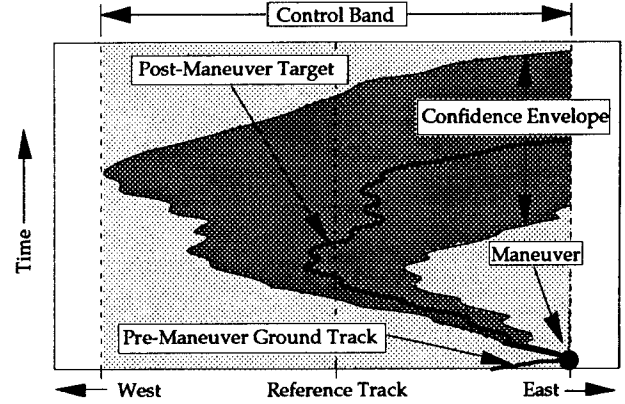 Control Band
Post-Maneuver Target
Confidence Envelope
Time
Maneuver
Pre-Maneuver Ground Track
West
Reference Track
East